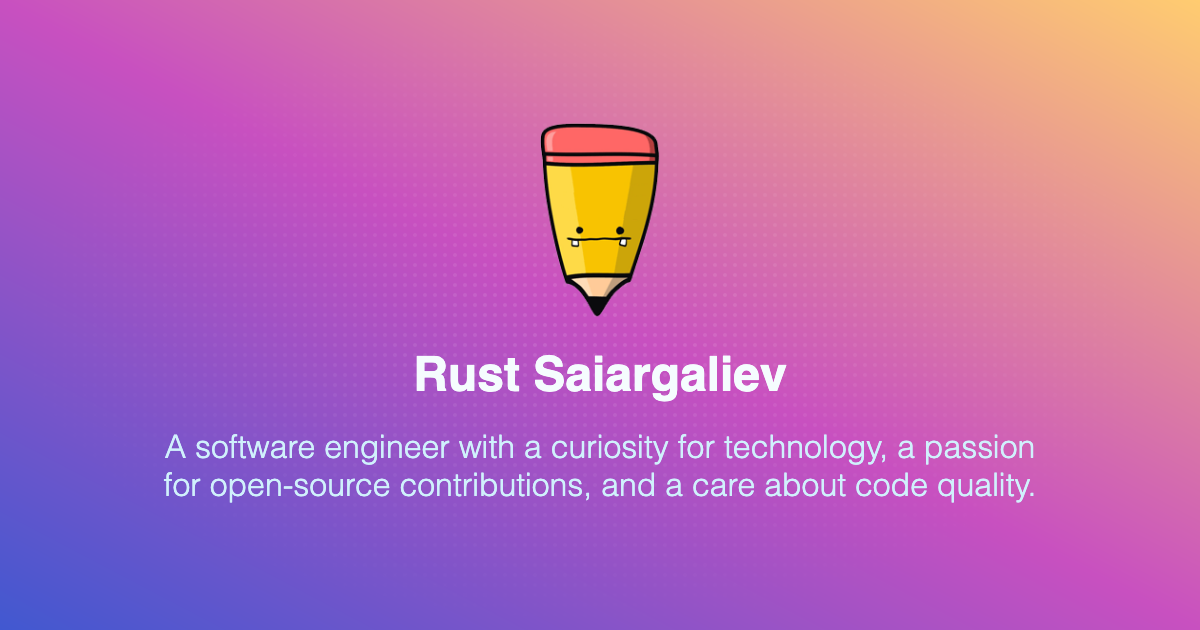 Rust Saiargaliev
A software engineer with a curiosity for technology, a passion
for open-source contributions, and a care about code quality.